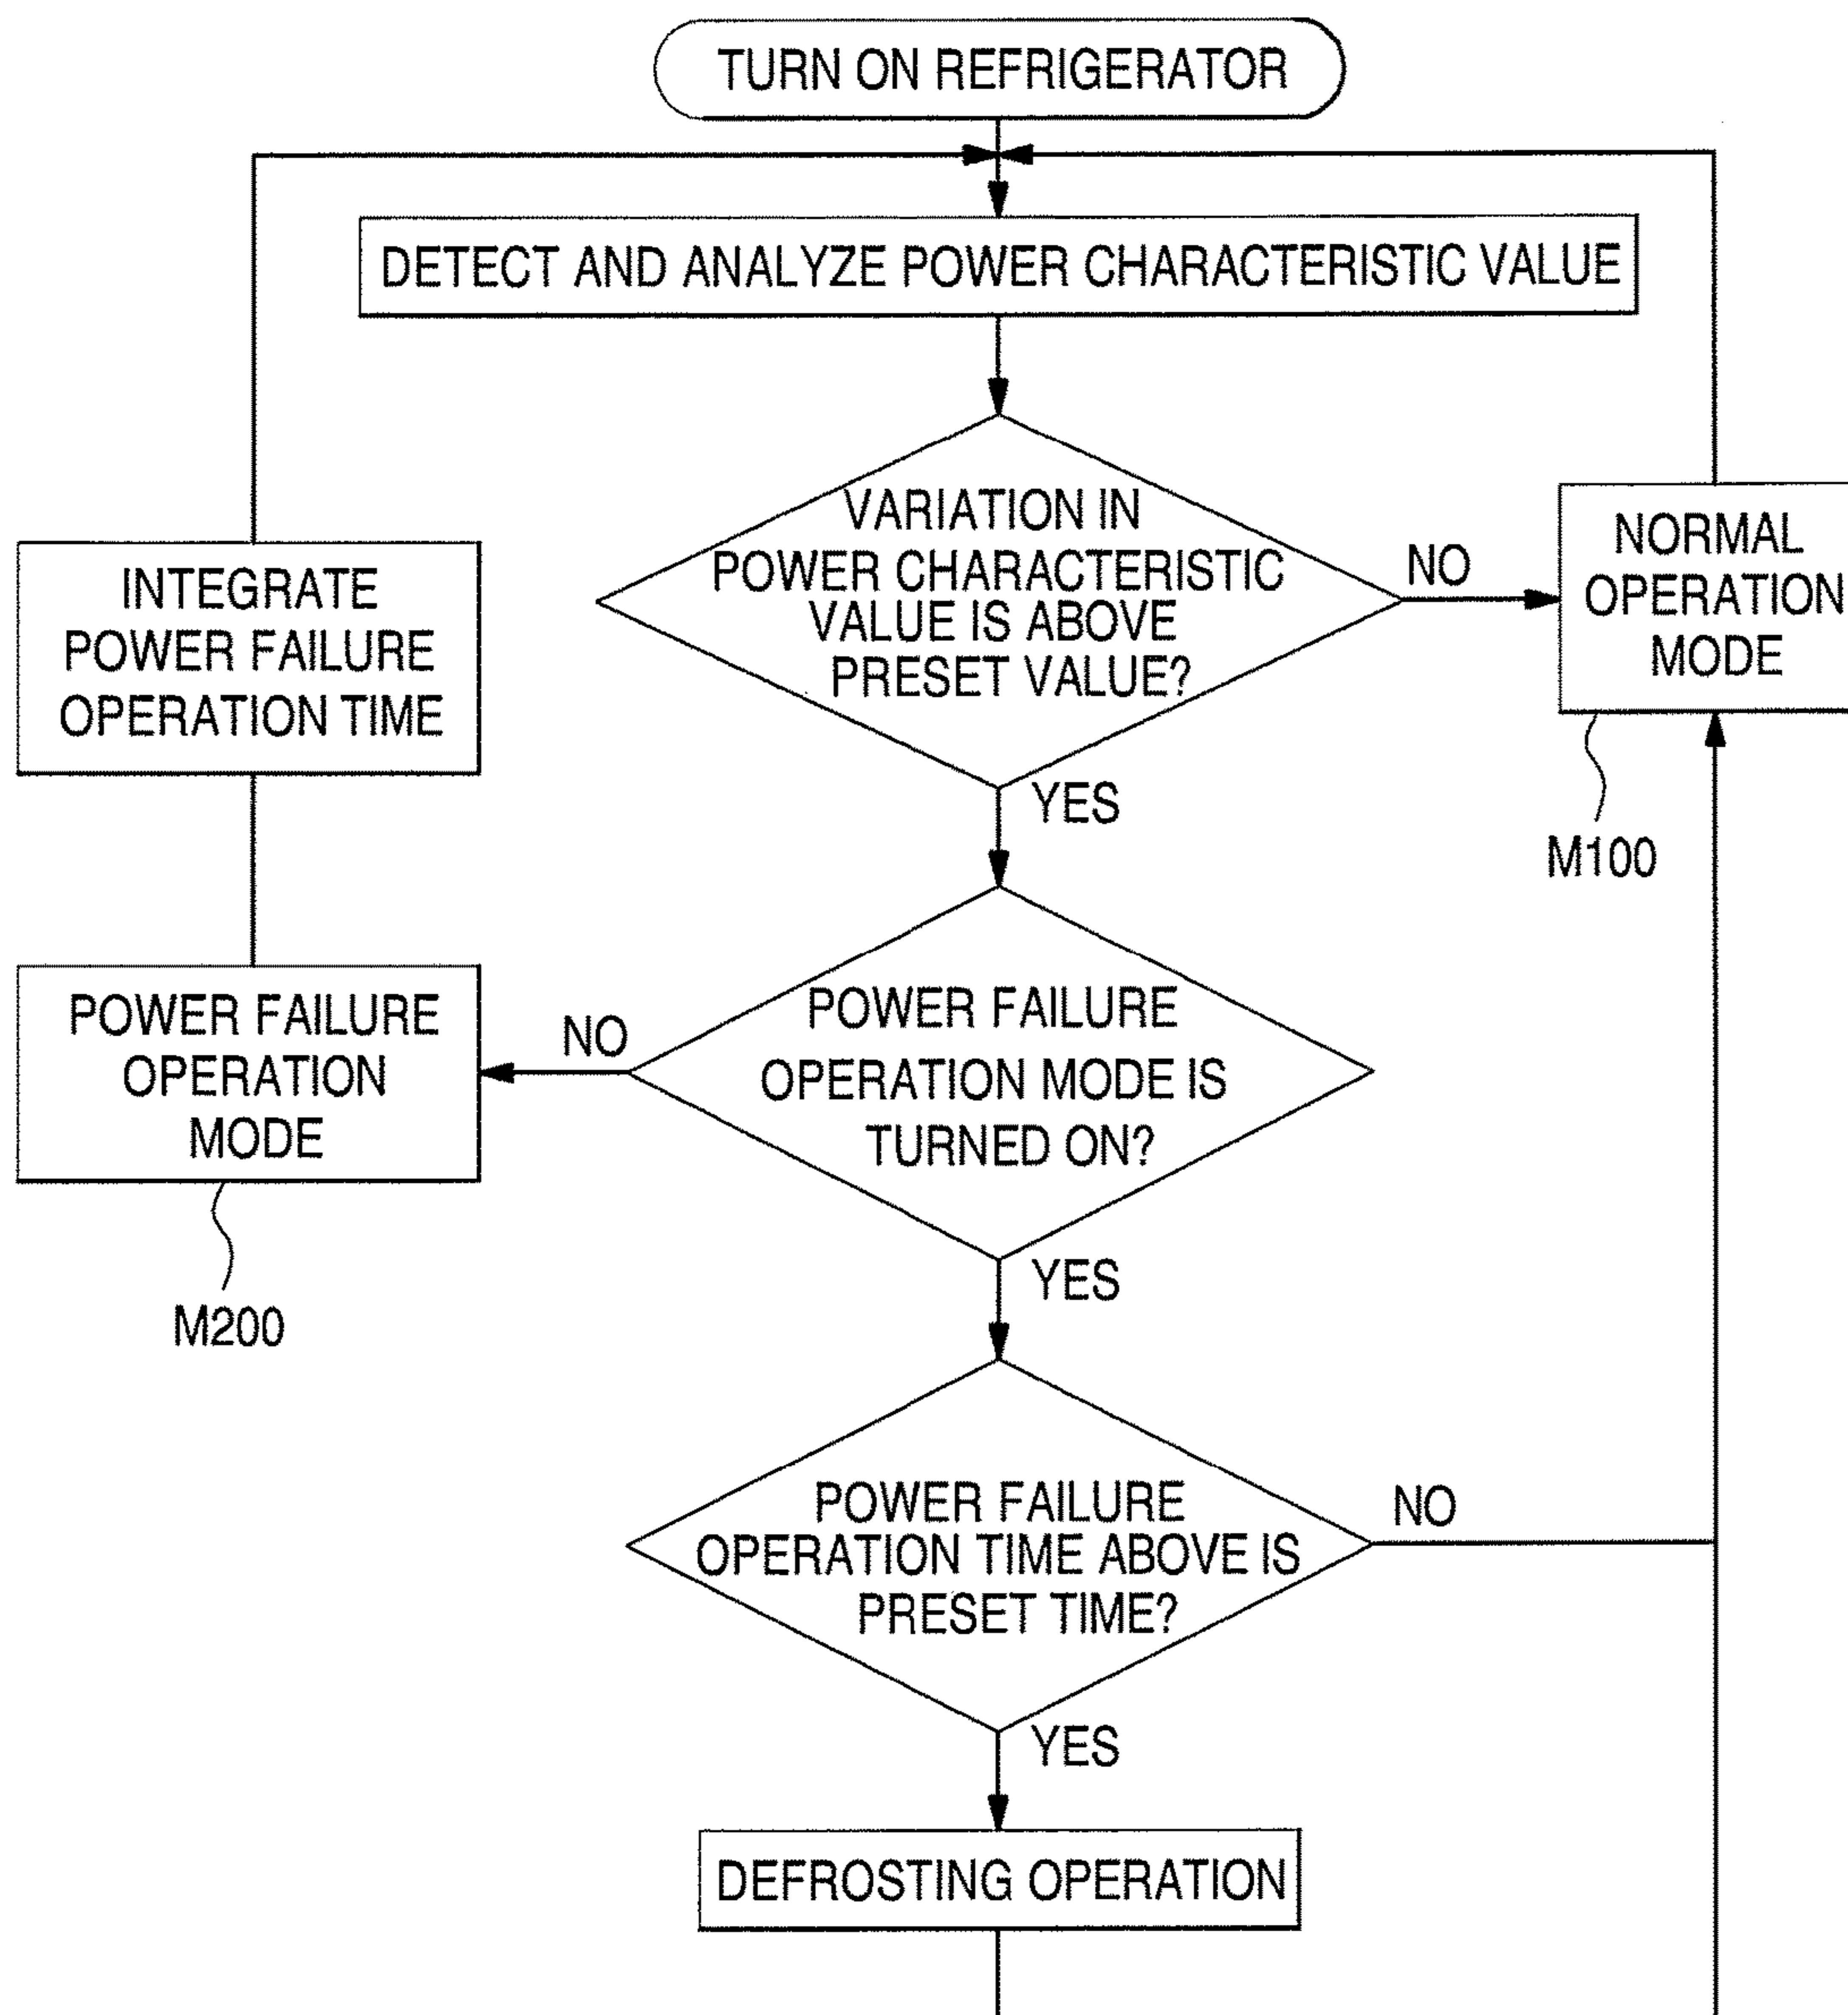 TURN ON REFRIGERATOR
DETECT AND ANALYZE POWER CHARACTERISTIC VALUE
VARIATION IN
POWER CHARACTERISTIC
VALUE IS ABOVE
PRESET VALUE?
NO
NORMAL
OPERATION
MODE
M100
INTEGRATE
POWER FAILURE
OPERATION TIME
YES
POWER FAILURE
OPERATION MODE IS
TURNED ON?
NO
POWER FAILURE
OPERATION
MODE
M200
YES
POWER FAILURE
OPERATION TIME ABOVE IS
PRESET TIME?
NO
YES
DEFROSTING OPERATION